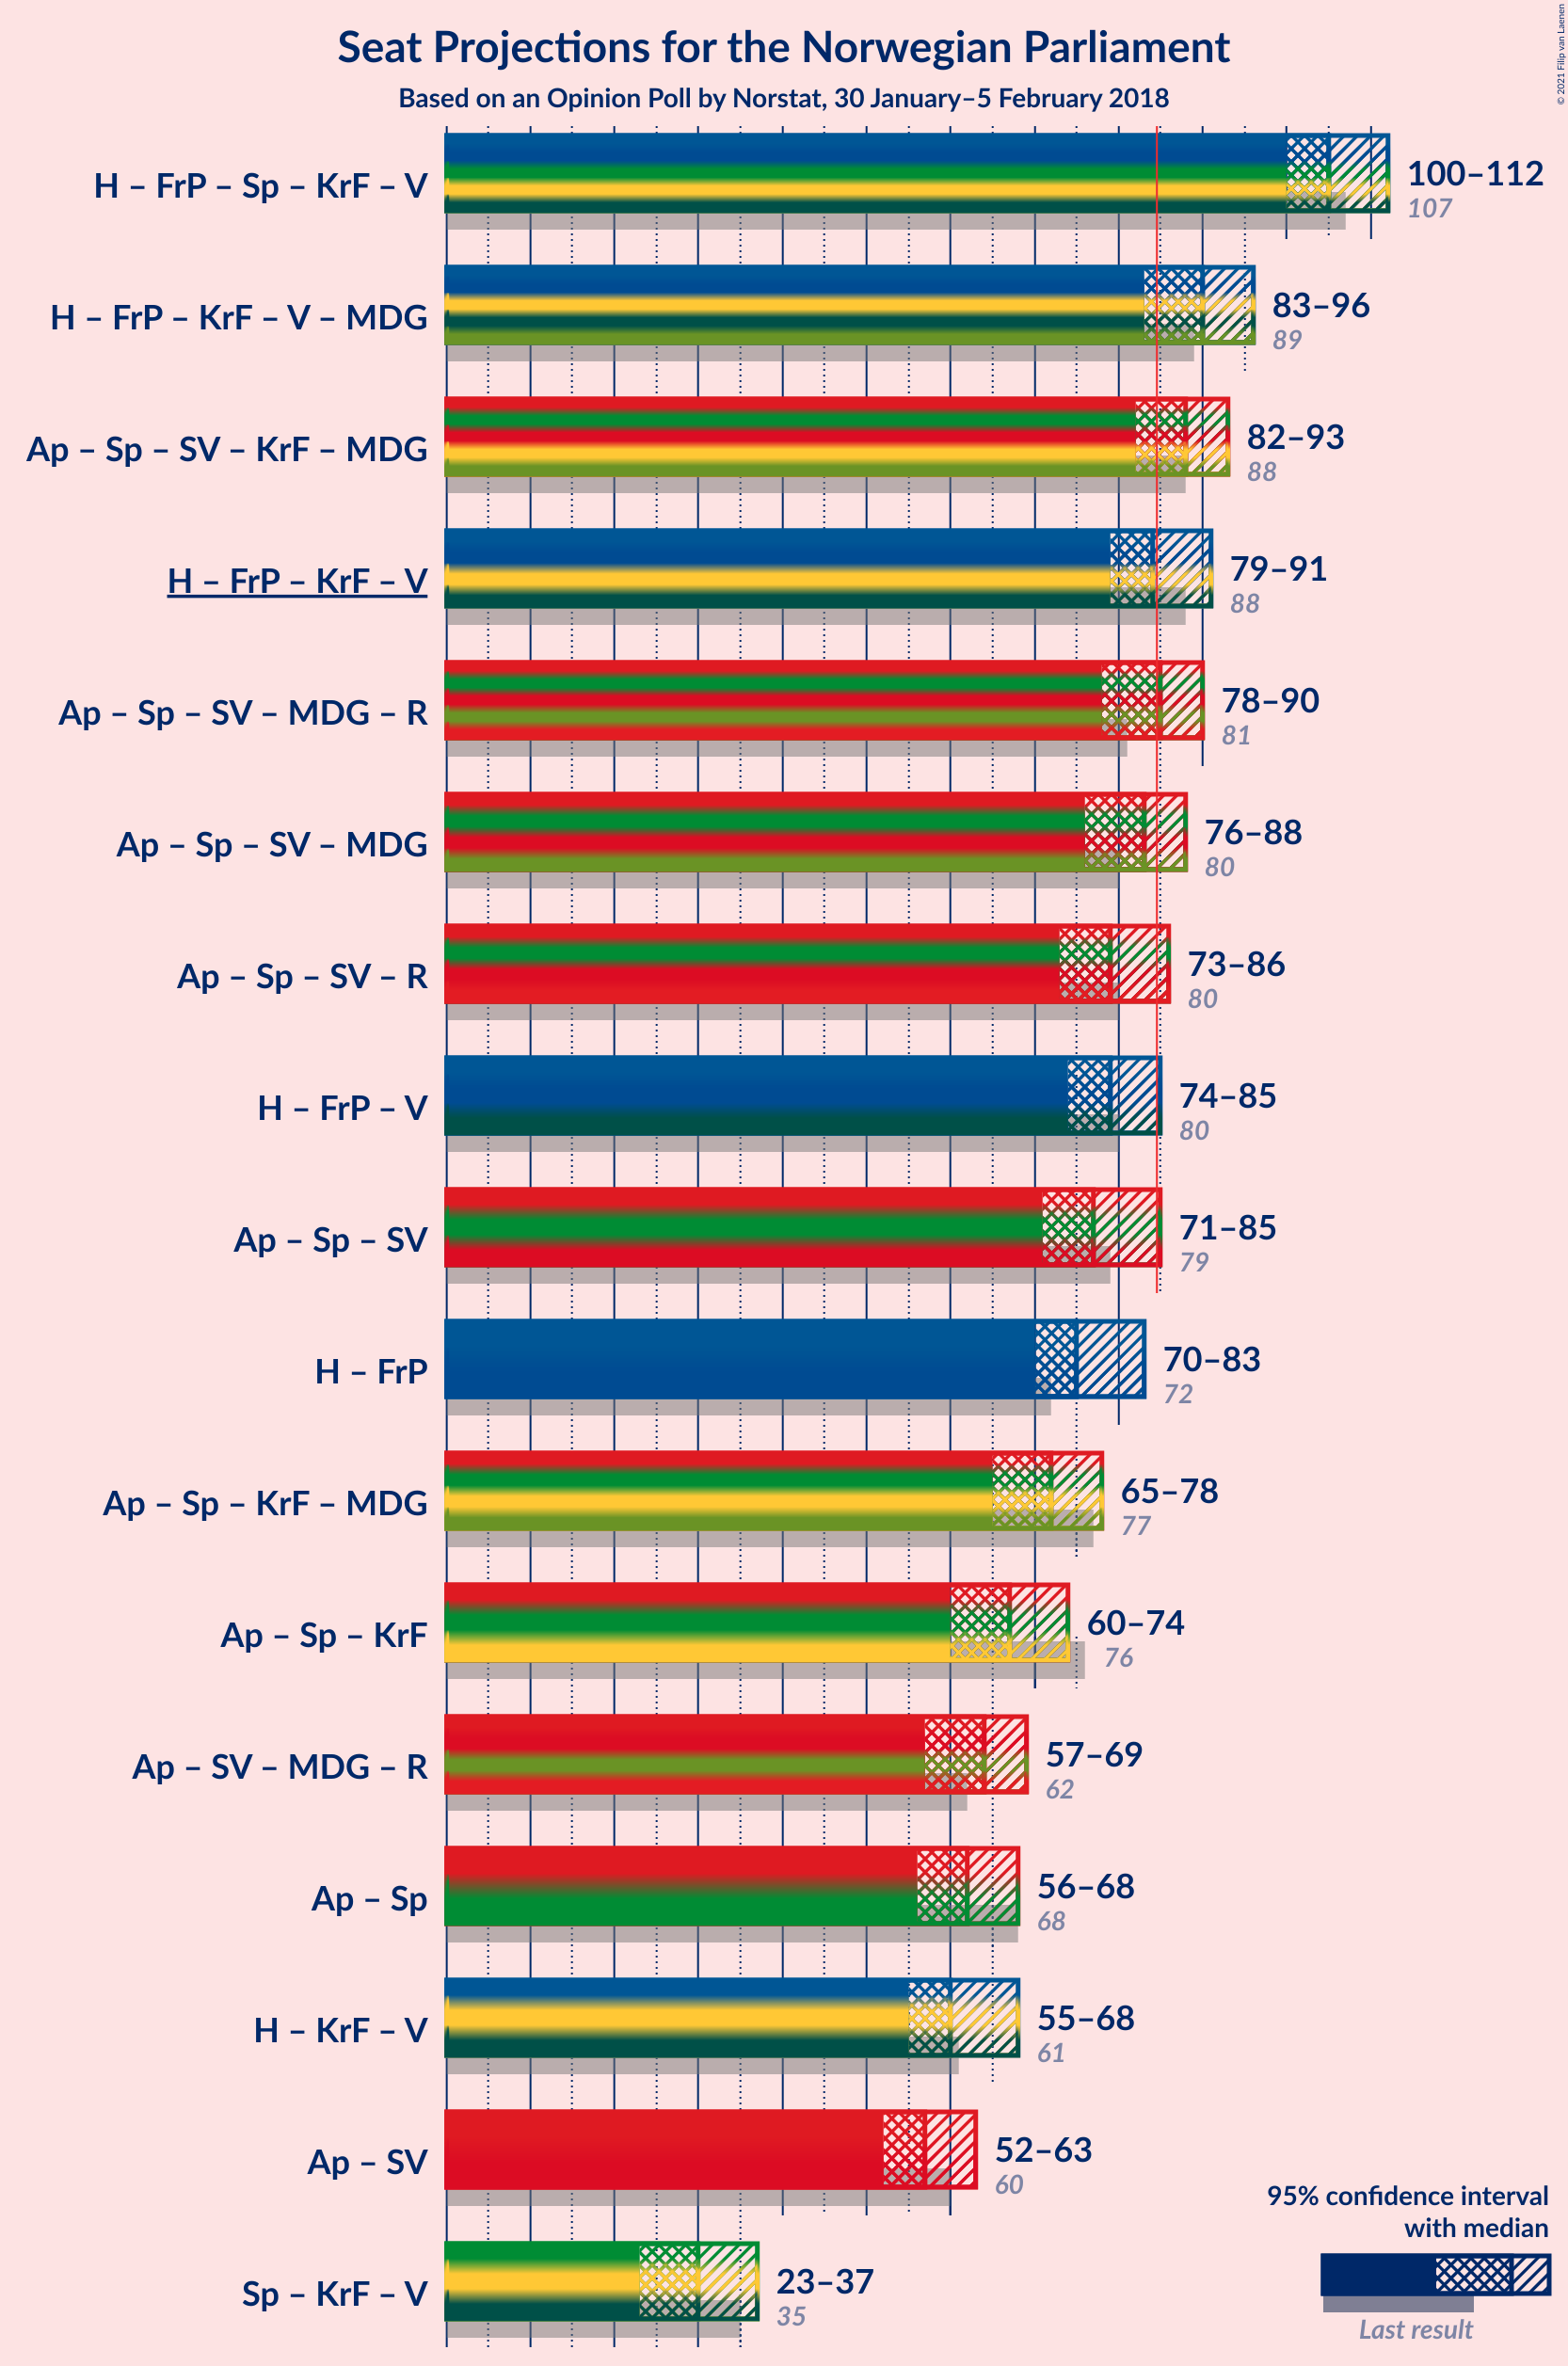 Seat Projections for the Norwegian Parliament
Based on an Opinion Poll by Norstat, 30 January–5 February 2018
© 2021 Filip van Laenen
H – FrP – Sp – KrF – V
100–112
107
H – FrP – KrF – V – MDG
83–96
89
Ap – Sp – SV – KrF – MDG
82–93
88
H – FrP – KrF – V
79–91
88
Ap – Sp – SV – MDG – R
78–90
81
Ap – Sp – SV – MDG
76–88
80
Ap – Sp – SV – R
73–86
80
H – FrP – V
74–85
80
Ap – Sp – SV
71–85
79
H – FrP
70–83
72
Ap – Sp – KrF – MDG
65–78
77
Ap – Sp – KrF
60–74
76
Ap – SV – MDG – R
57–69
62
Ap – Sp
56–68
68
H – KrF – V
55–68
61
Ap – SV
52–63
60
Sp – KrF – V
23–37
35
95% confidence interval
with median
Last result